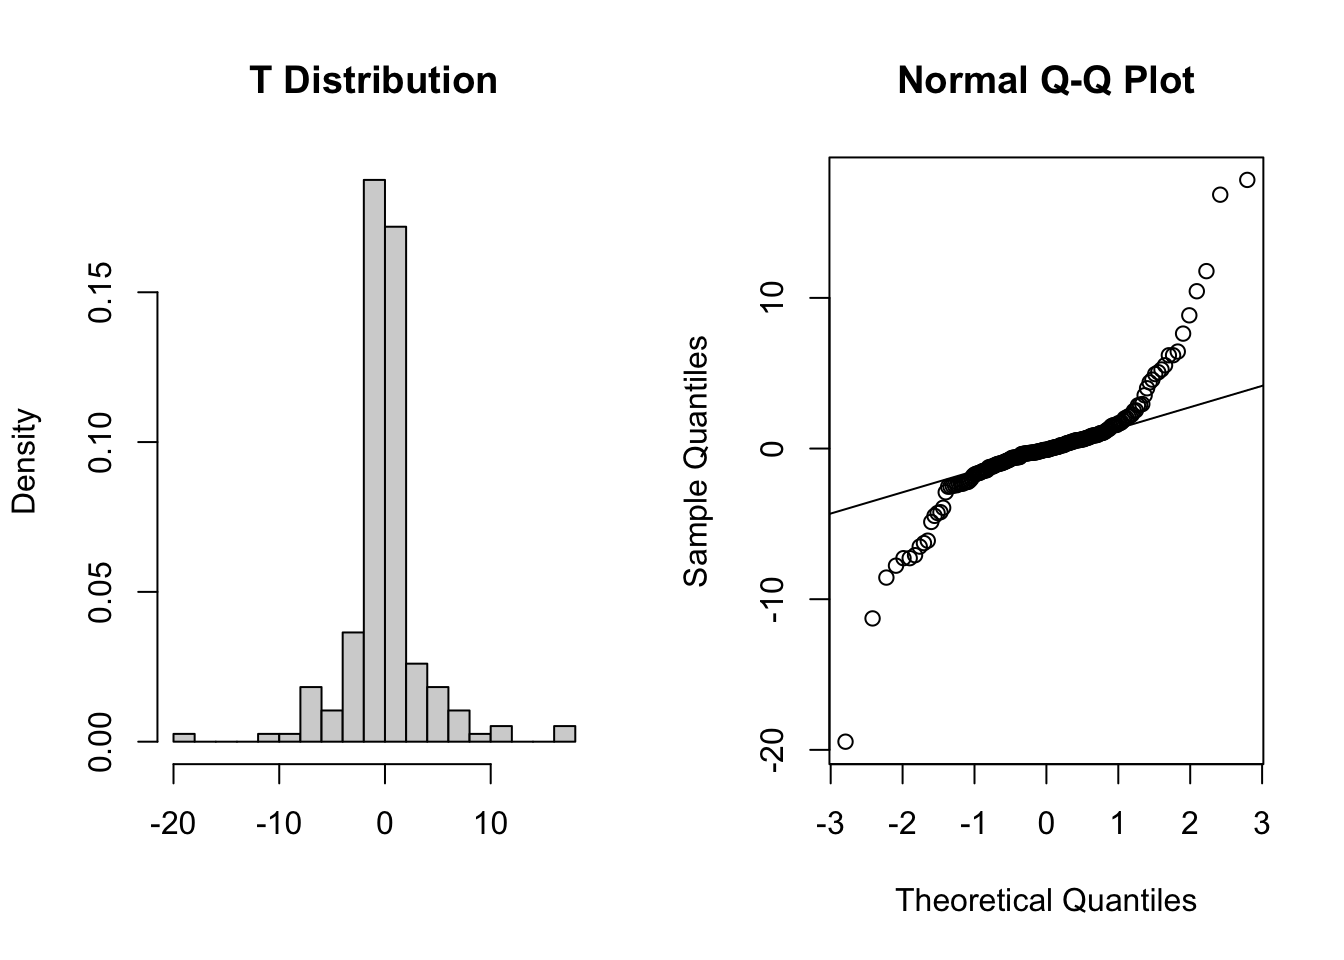 T Distribution
Density
0.00 0.05 0.10 0.15
-20 -10 0 10
Normal Q-Q Plot
Sample Quantiles
-20 -10 0 10
-3 -2 -1 0 1 2 3
Theoretical Quantiles